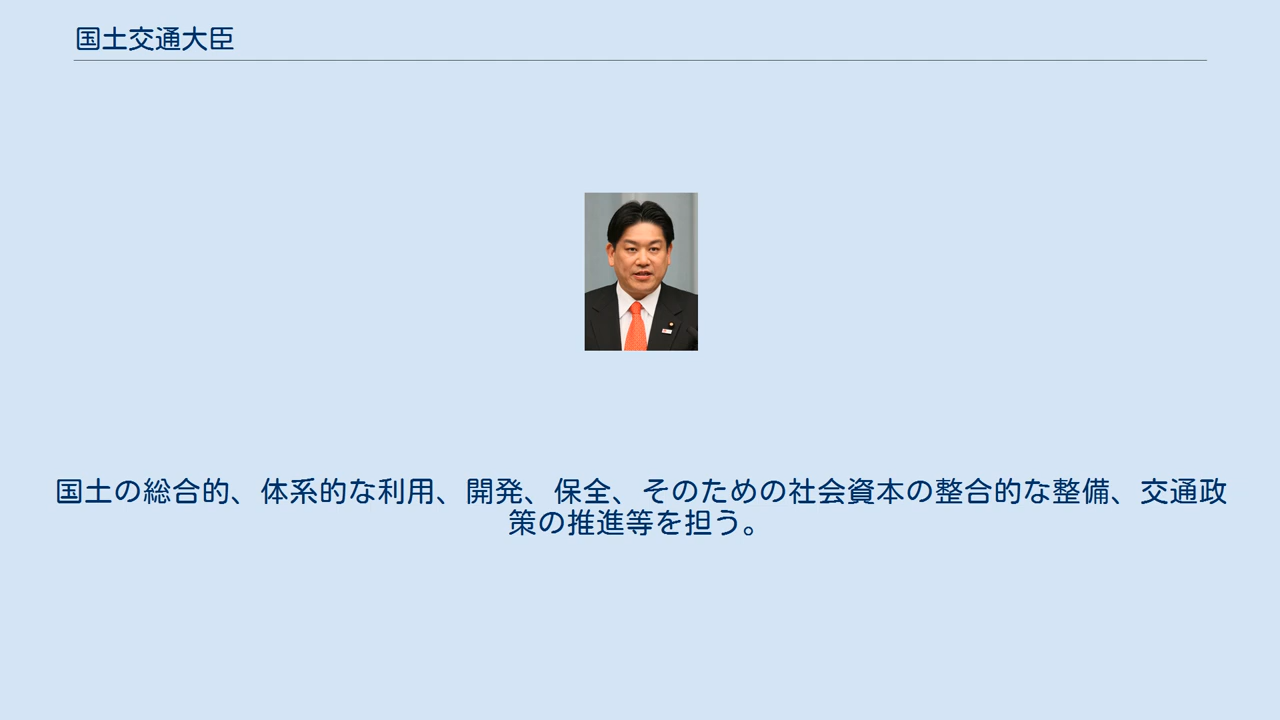 国土交通大臣
国土の総合的、体系的な利用、開発、保全、そのための社会資本の整合的な整備、交通政
策の推進等を担う。